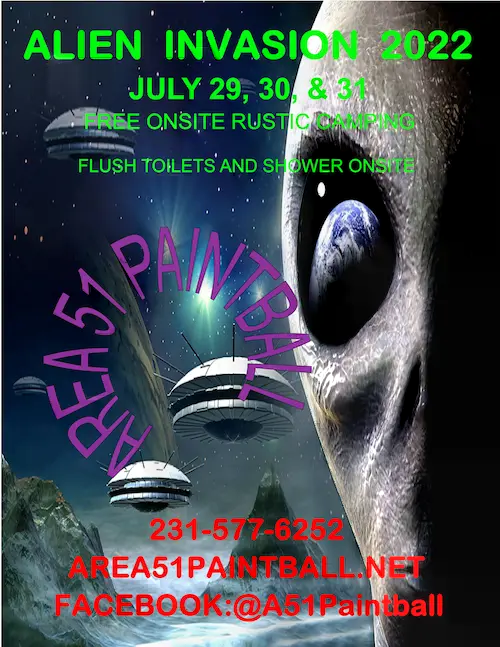 ALIEN INVASION 2022
JULY 29, 30, & 31
FREE ONSITE RUSTIC CAMPING
FLUSH TOILETS AND SHOWER ONSITE
AREA 51 PAINTBALL
231-577-6252
AREA51PAINTBALL.NET
FACEBOOK:@A51Paintball